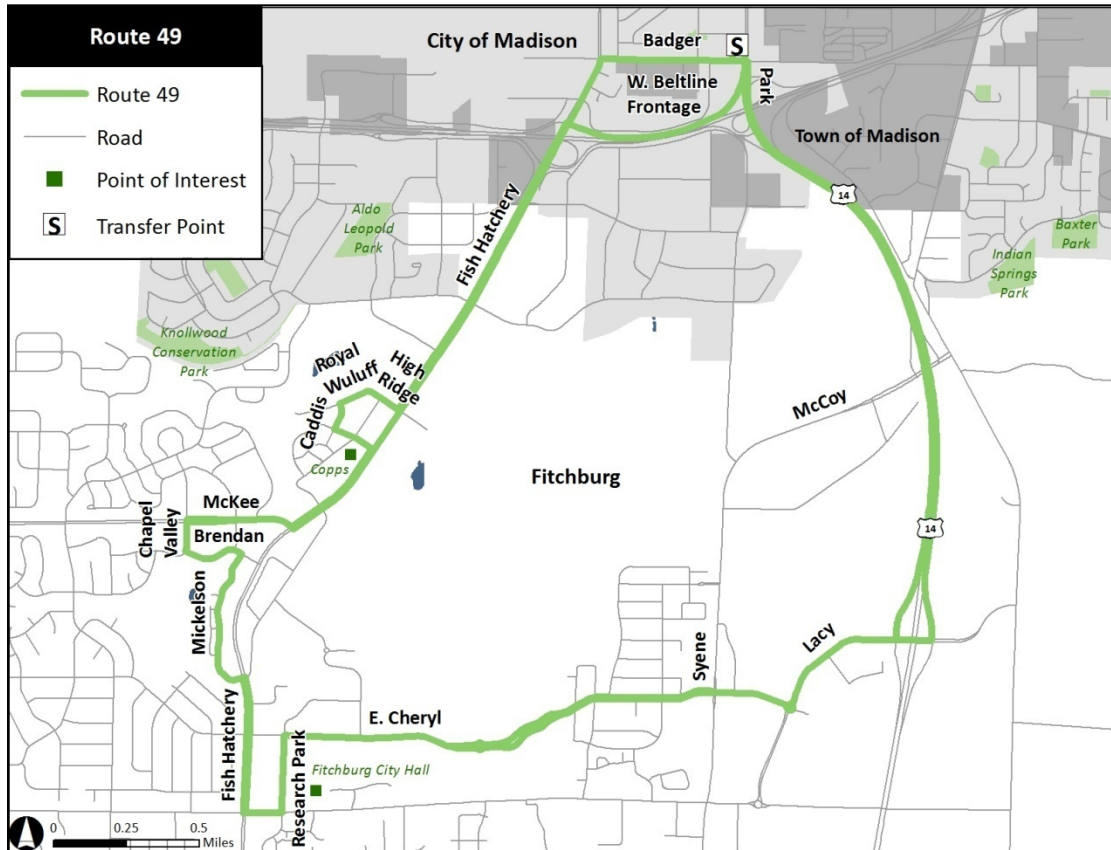 Route 49
Route 49
Road
Point of Interest
S Transfer Point
City of Madison
Badger
S
W. Beltline
Frontage
Park
Town of Madison
14
Fish Hatchery
Aldo
Leopold
Park
Baxter
Park
Indian
Springs
Park
Knollwood
Conservation
Park
Royal
High
Ridge
Wuluff
Caddis
McCoy
Copps
Fitchburg
McKee
Chapel
Valley
Brendan
14
Mickelson
Lacy
Syene
Fish Hatchery
E. Cheryl
Research Park
Fitchburg City Hall
0 0.25 0.5
Miles